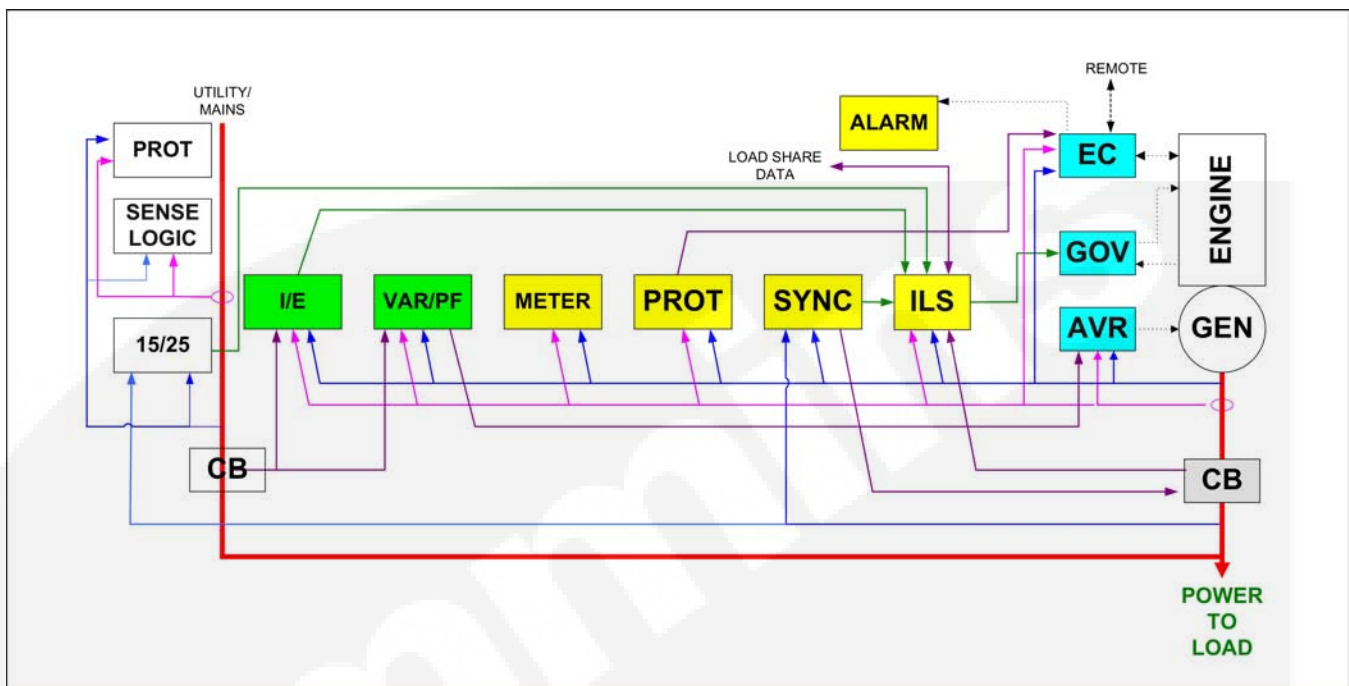 UTILITY/
MAINS
REMOTE
PROT
ALARM
EC
LOAD SHARE
DATA
SENSE
LOGIC
ENGINE
GOV
I/E
VAR/PF
METER
PROT
SYNC
ILS
15/25
AVR
GEN
CB
CB
POWER
TO
LOAD